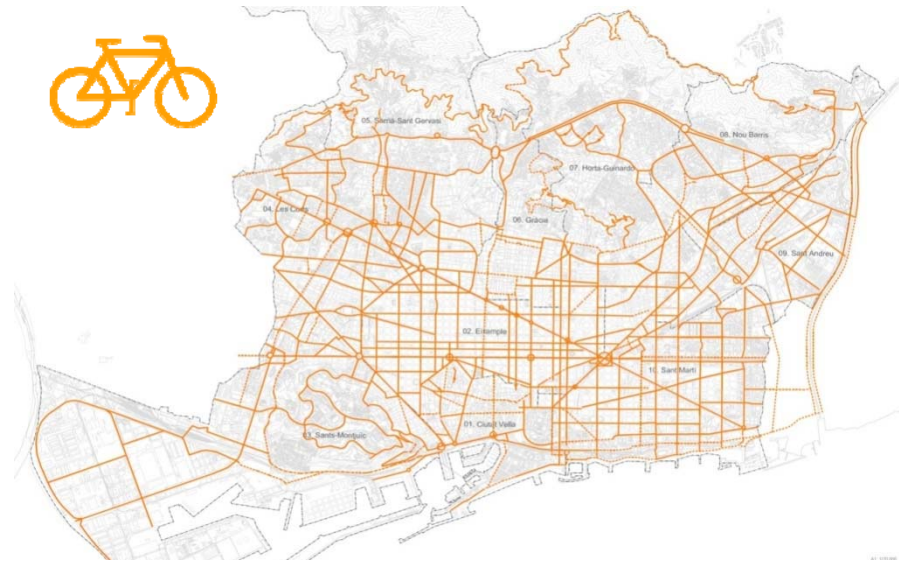 05. Sarrià-Sant Gervasi
08. Nou Barris
07. Horta-Guinardó
04. Les Corts
06. Gràcia
09. Sant Andreu
02. Eixample
10. Sant Martí
01. Ciutat Vella
03. Sants-Montjuïc